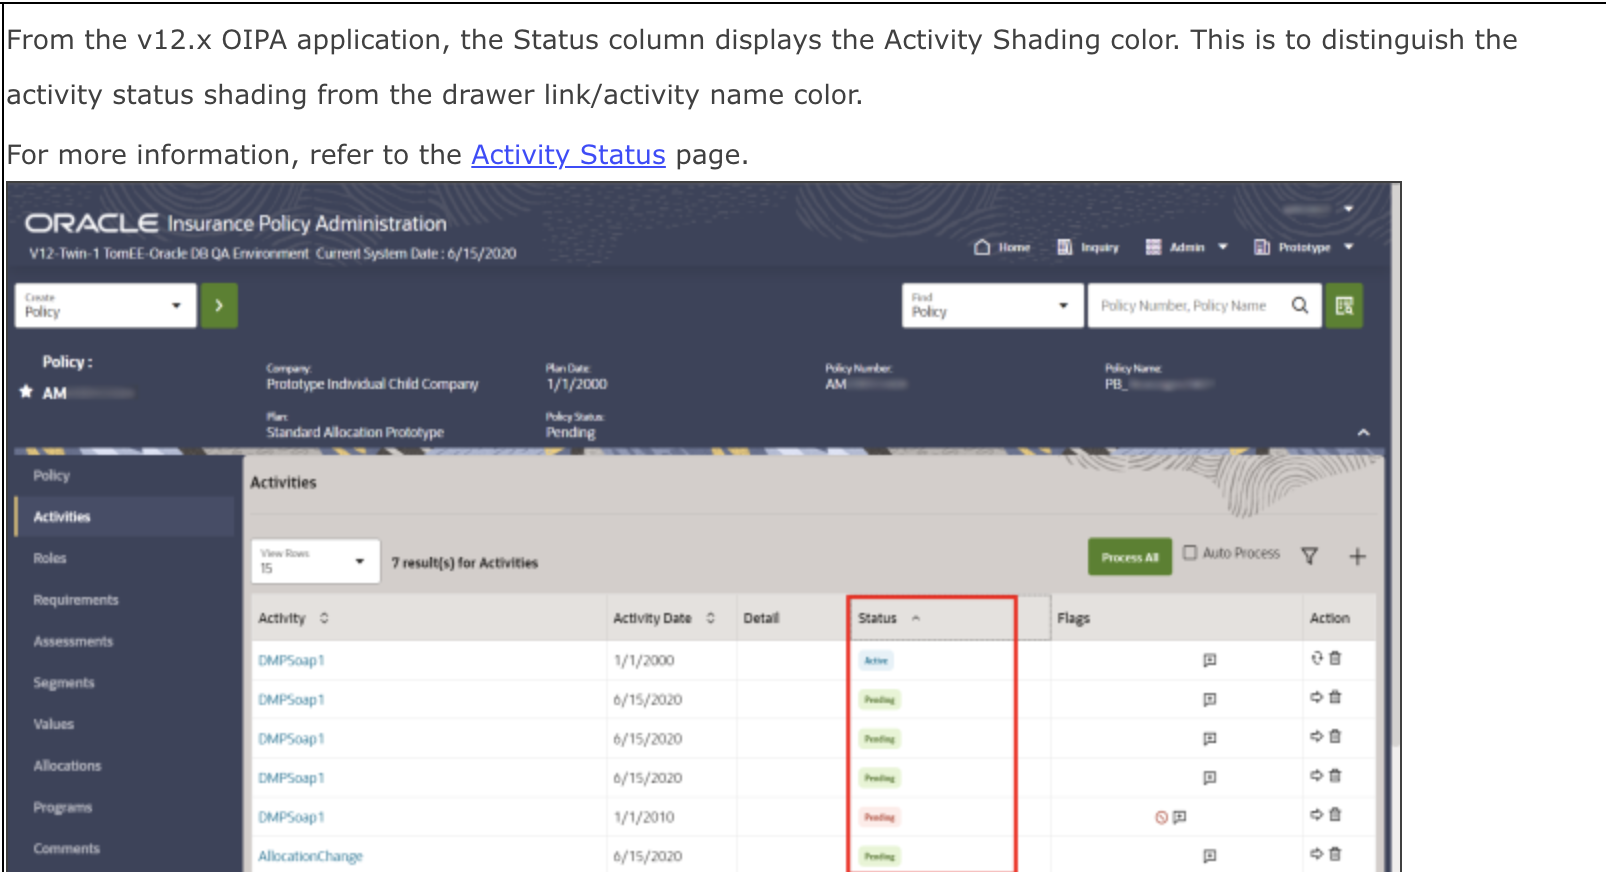 From the v12.x OIPA application, the Status column displays the Activity Shading color. This is to distinguish the
activity status shading from the drawer link/activity name color.
For more information, refer to the Activity Status page.
ORACLE Insurance Policy Administration
V12-Twin-1 TomEE-Oracle DB QA Environment Current System Date : 6/15/2020
Home Inquiry Admin Prototype
Create
Policy
Find
Policy
Policy Number, Policy Name
Policy :
AM
Company:
Prototype Individual Child Company
Plan Date:
1/1/2000
Policy Number:
AM
Policy Name:
PB_
Plan:
Standard Allocation Prototype
Policy Status:
Pending
Policy
Activities
Roles
Requirements
Assessments
Segments
Values
Allocations
Programs
Comments
Activities
View Rows
15
7 result(s) for Activities
Process All
Auto Process
Activity Activity Date Detail Status Flags Action
DMPSoap1 1/1/2000 Active
DMPSoap1 6/15/2020 Pending
DMPSoap1 6/15/2020 Pending
DMPSoap1 6/15/2020 Pending
DMPSoap1 1/1/2010 Pending
AllocationChange 6/15/2020 Pending